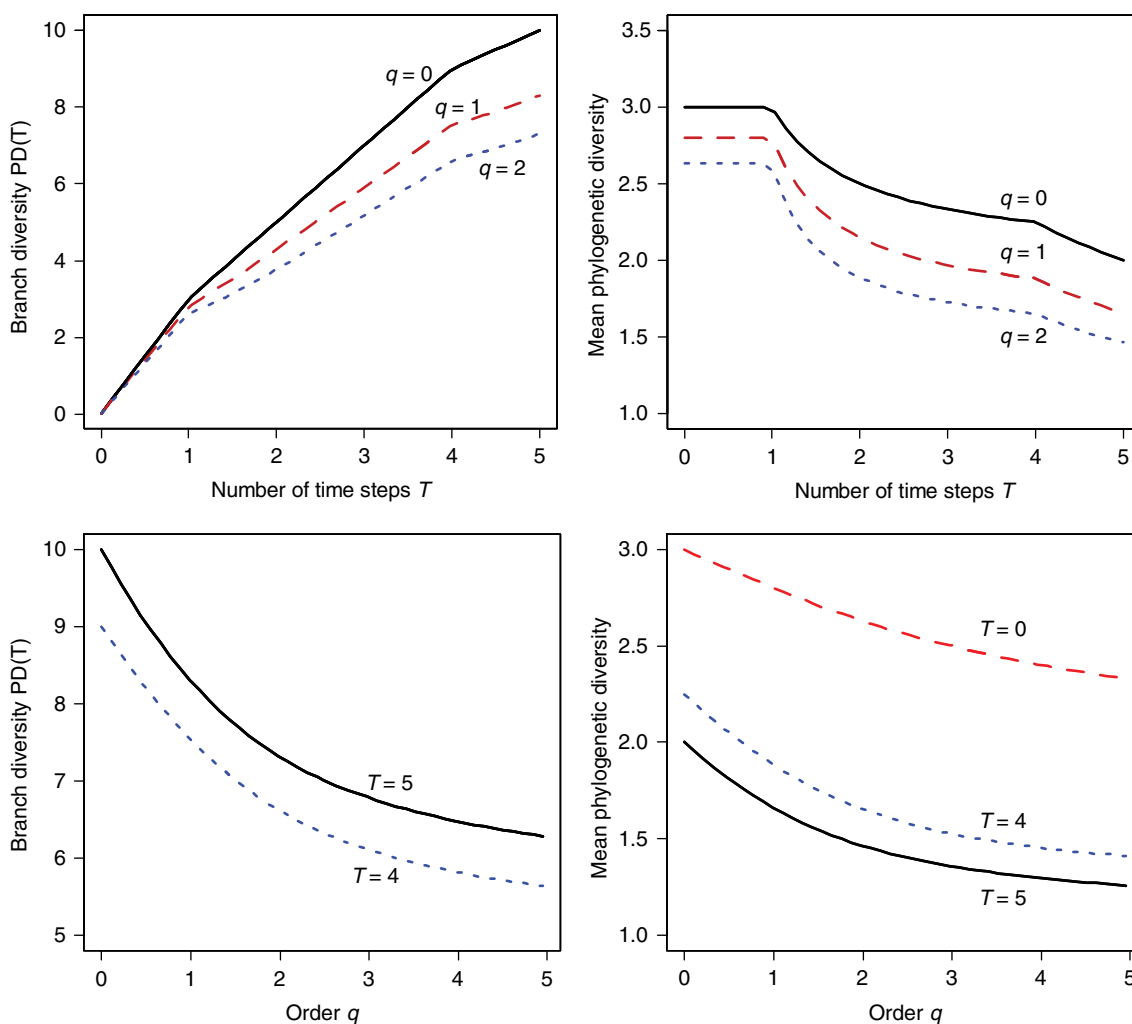 Branch diversity PD(T)
10
8
6
4
2
0
q = 0
q = 1
q = 2
0 1 2 3 4 5
Number of time steps T
Mean phylogenetic diversity
3.5
3.0
2.5
2.0
1.5
1.0
q = 0
q = 1
q = 2
0 1 2 3 4 5
Number of time steps T
Branch diversity PD(T)
10
9
8
7
6
5
T = 5
T = 4
0 1 2 3 4 5
Order q
Mean phylogenetic diversity
3.0
2.5
2.0
1.5
1.0
T = 0
T = 4
T = 5
0 1 2 3 4 5
Order q